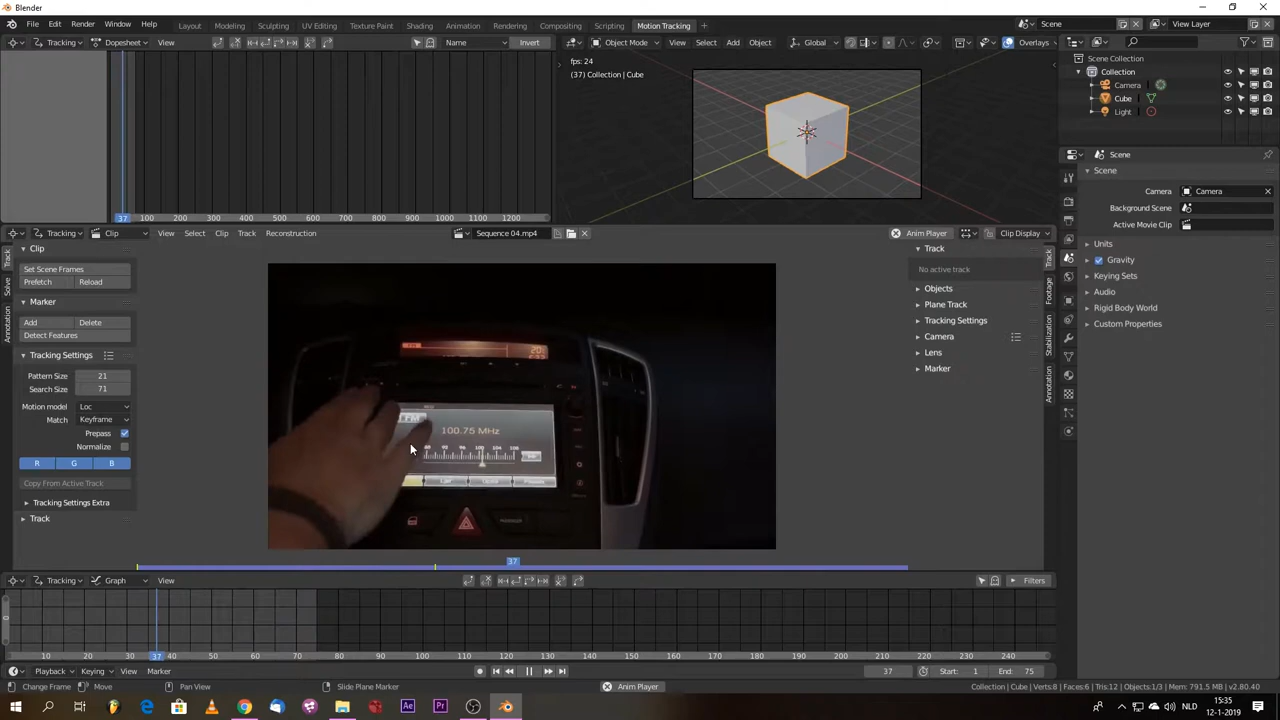 Blender
File Edit Render Window Help Layout Modeling Sculpting UV Editing Texture Paint Shading Animation Rendering Compositing Scripting Motion Tracking + Scene View Layer
Tracking Dopesheet View Name Invert
Object Mode View Select Add Object Global Overlays
fps: 24
(37) Collection | Cube
Scene Collection
Collection
Camera
Cube
Light
37 100 200 300 400 500 600 700 800 900 1000 1100 1200
Scene
Scene
Camera Camera
Background Scene
Active Movie Clip
Units
Gravity
Keying Sets
Audio
Rigid Body World
Custom Properties
Tracking Clip View Select Clip Track Reconstruction Sequence 04.mp4 Anim Player Clip Display
Track
Solve
Annotation
Clip
Set Scene Frames
Prefetch Reload
Marker
Add Delete
Detect Features
Tracking Settings
Pattern Size 21
Search Size 71
Motion model Loc
Match Keyframe
Prepass
Normalize
R G B
Copy From Active Track
Tracking Settings Extra
Track
100.75 MHz
Track
No active track
Objects
Plane Track
Tracking Settings
Camera
Lens
Marker
Track
Footage
Stabilization
Annotation
37
Tracking Graph View Filters
10 20 30 37 40 50 60 70 80 90 100 110 120 130 140 150 160 170 180 190 200 210 220 230 240
Playback Keying View Marker 37 Start: 1 End: 75
Change Frame Move Pan View Slide Plane Marker Anim Player Collection | Cube | Verts:8 | Faces:6 | Tris:12 | Objects:1/3 | Mem: 791.5 MB | v2.80.40
NLD 15:35
12-1-2019